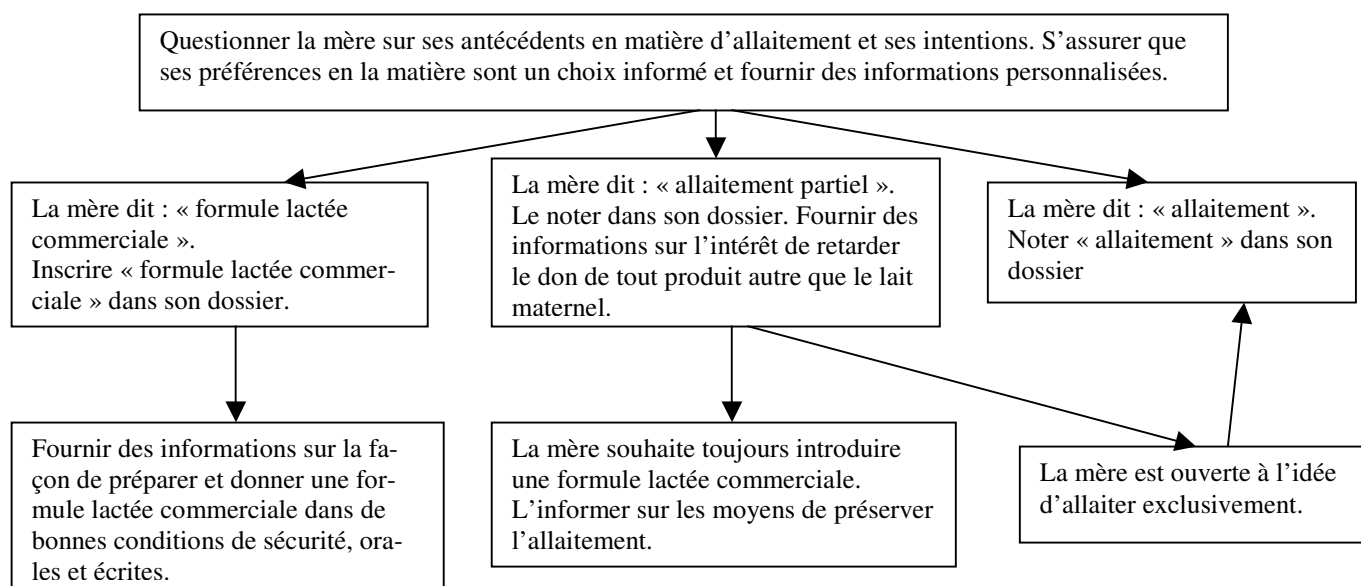 Questionner la mère sur ses antécédents en matière d’allaitement et ses intentions. S’assurer que
ses préférences en la matière sont un choix informé et fournir des informations personnalisées.
La mère dit : « formule lactée
commerciale ».
Inscrire « formule lactée commer-
ciale » dans son dossier.
La mère dit : « allaitement partiel ».
Le noter dans son dossier. Fournir des
informations sur l’intérêt de retarder
le don de tout produit autre que le lait
maternel.
La mère dit : « allaitement ».
Noter « allaitement » dans son
dossier
Fournir des informations sur la fa-
çon de préparer et donner une for-
mule lactée commerciale dans de
bonnes conditions de sécurité, ora-
les et écrites.
La mère souhaite toujours introduire
une formule lactée commerciale.
L’informer sur les moyens de préserver
l’allaitement.
La mère est ouverte à l’idée
d’allaiter exclusivement.